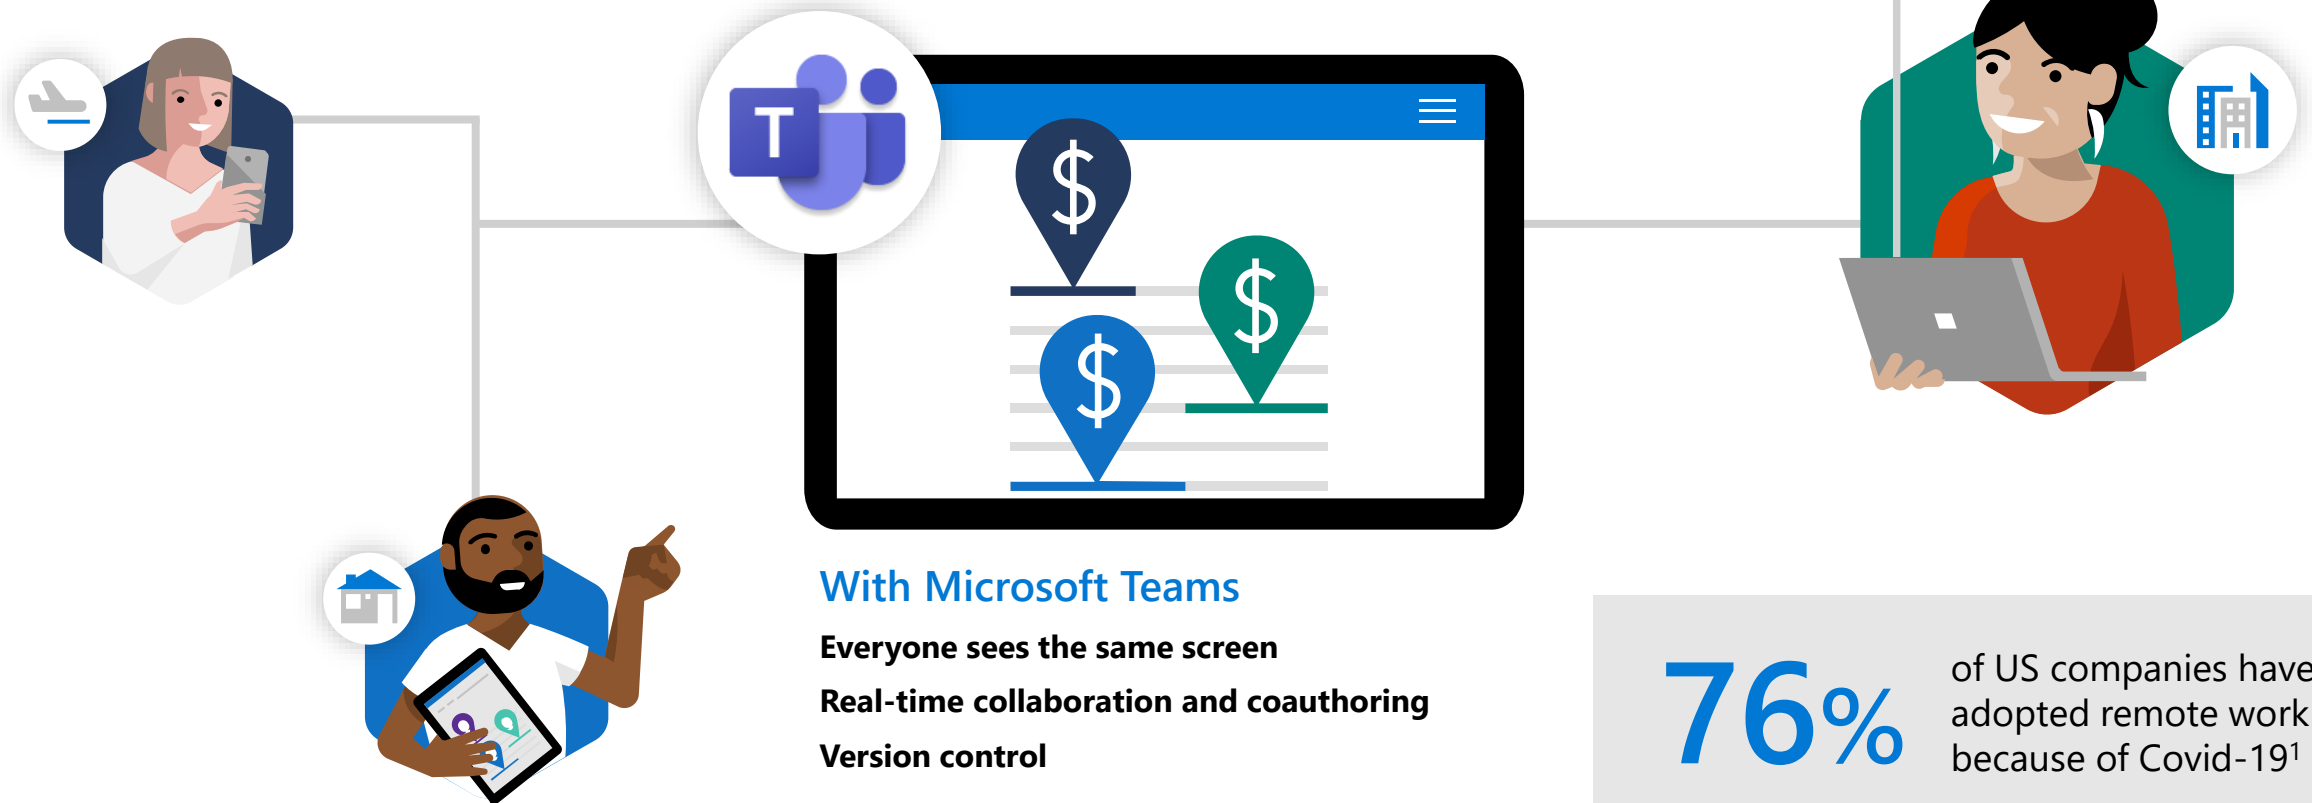 T
$
$
$
With Microsoft Teams
Everyone sees the same screen
Real-time collaboration and coauthoring
Version control
76%
of US companies have
adopted remote work
because of Covid-19¹